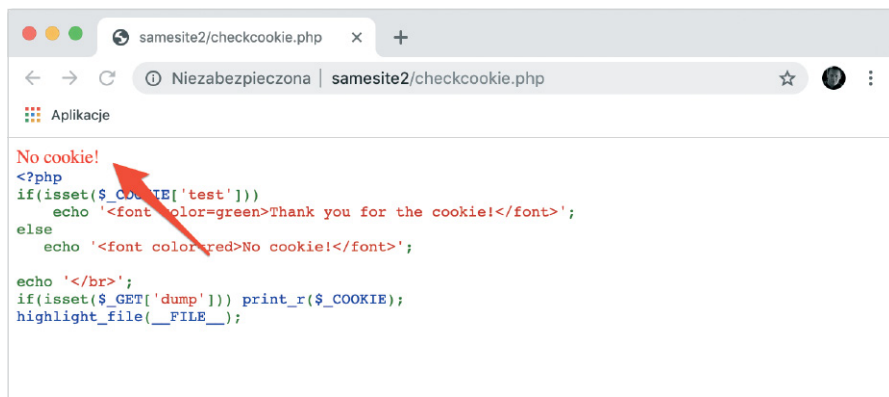 samesite2/checkcookie.php
Niezabezpieczona | samesite2/checkcookie.php
Aplikacje
No cookie!
<?php
if(isset($_COOKIE['test']))
    echo '<font color=green>Thank you for the cookie!</font>';
else
   echo '<font color=red>No cookie!</font>';
echo '</br>';
if(isset($_GET['dump'])) print_r($_COOKIE);
highlight_file(__FILE__);